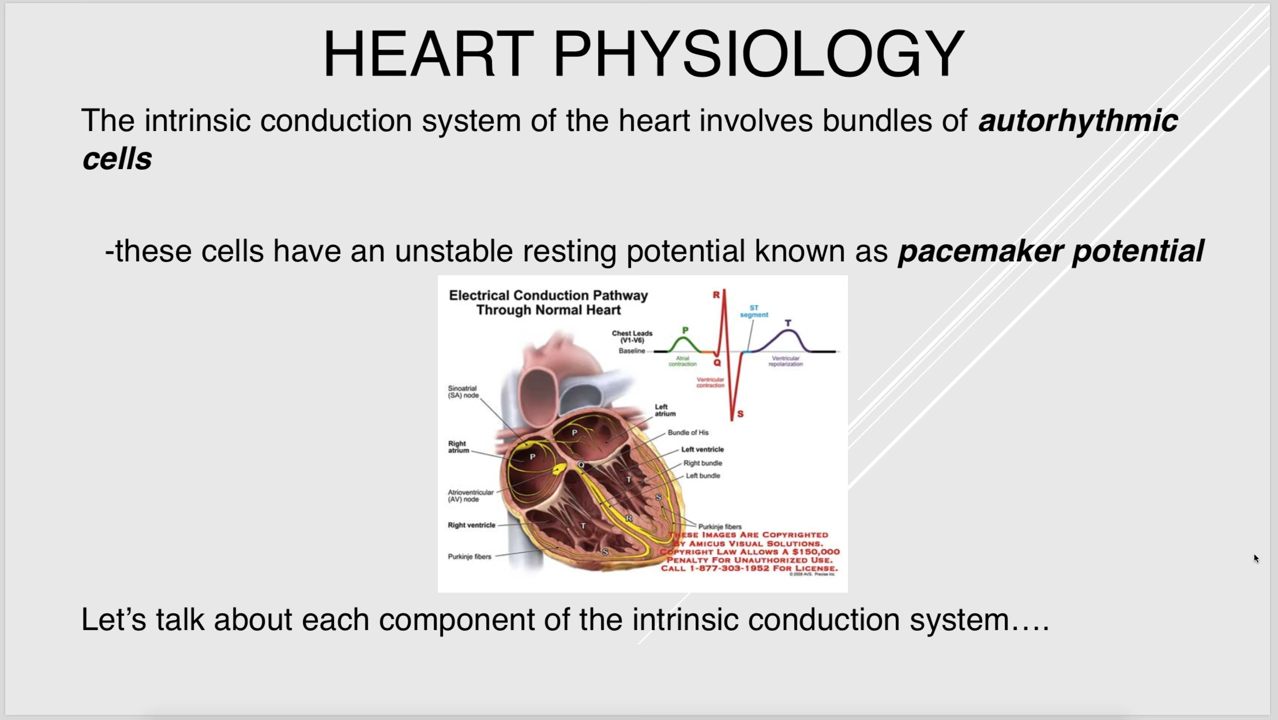 HEART PHYSIOLOGY
The intrinsic conduction system of the heart involves bundles of autorhythmic
cells
-these cells have an unstable resting potential known as pacemaker potential
Electrical Conduction Pathway
Through Normal Heart
Chest Leads
(V1-V6)
Baseline
P
Atrial
contraction
R
Q
Ventricular
contraction
S
ST
segment
T
Ventricular
repolarization
Sinoatrial
(SA) node
Right
atrium
Atrioventricular
(AV) node
Right ventricle
Purkinje fibers
Left
atrium
Bundle of His
Left ventricle
Right bundle
Left bundle
Purkinje fibers
P
P
Q
T
S
R
T
S
THESE IMAGES ARE COPYRIGHTED
BY AMICUS VISUAL SOLUTIONS.
COPYRIGHT LAW ALLOWS A $150,000
PENALTY FOR UNAUTHORIZED USE.
CALL 1-877-303-1952 FOR LICENSE.
Let’s talk about each component of the intrinsic conduction system….